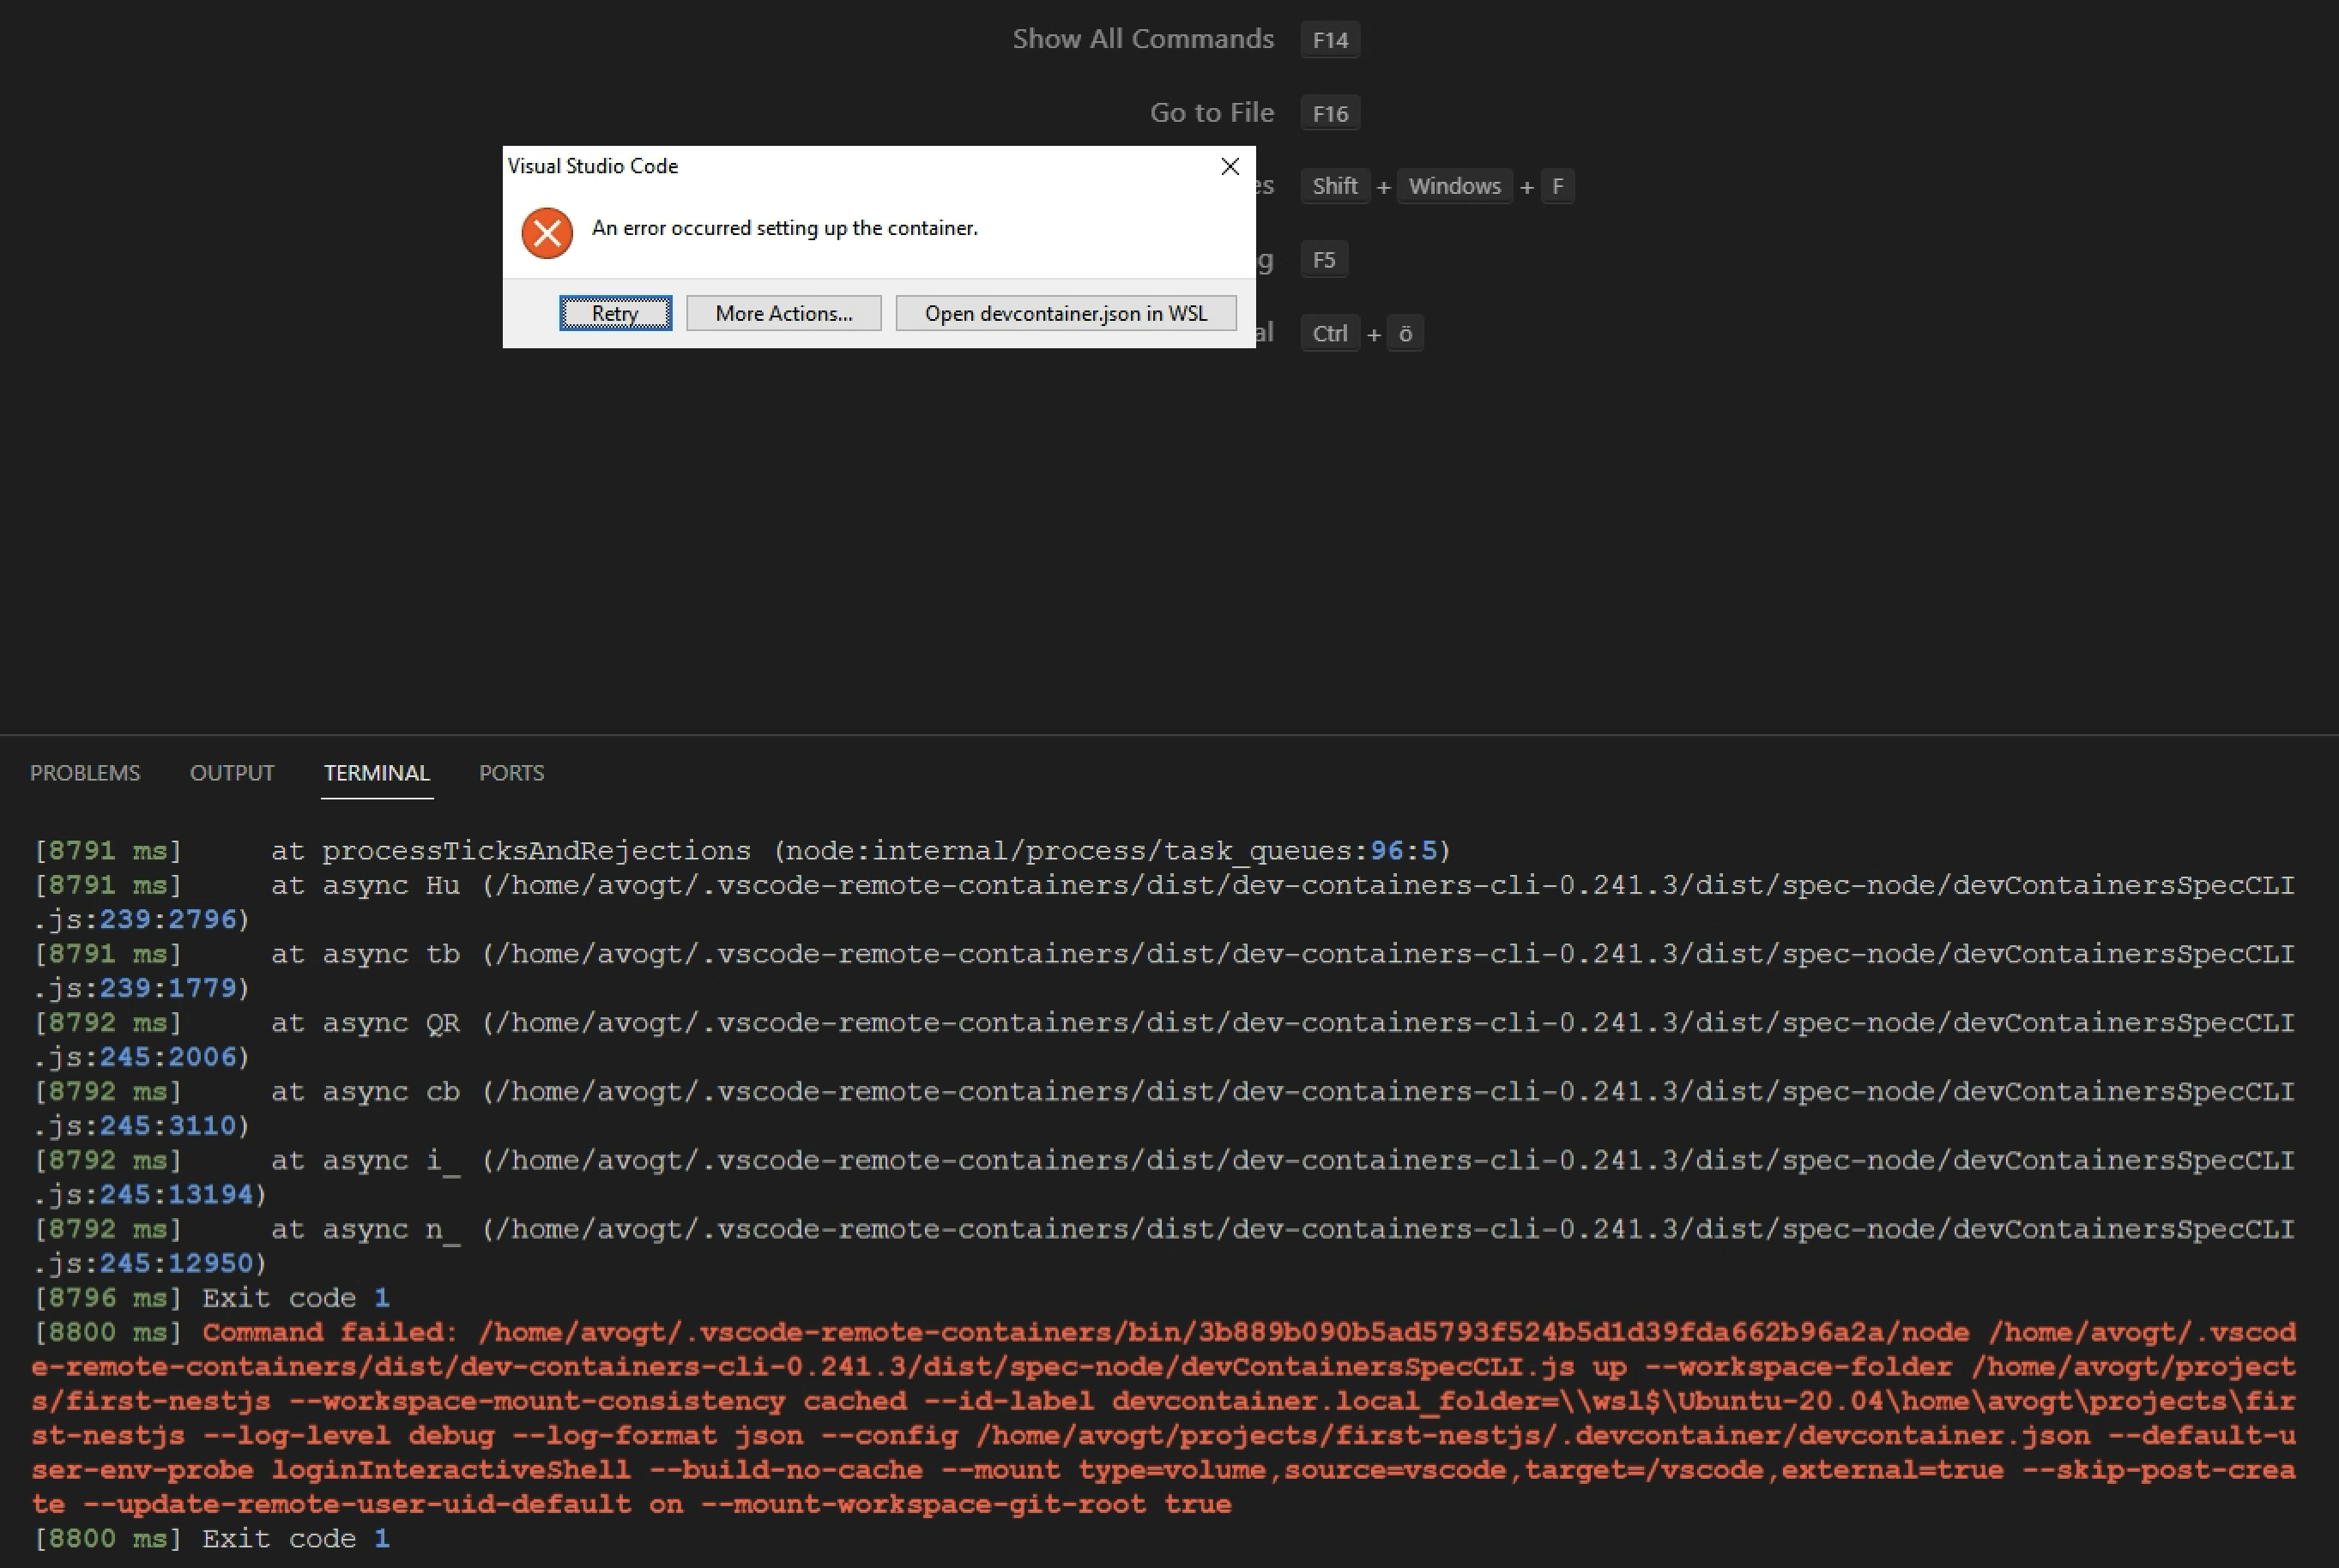 Show All Commands F14
Go to File F16
es Shift + Windows + F
g F5
al Ctrl + ö
Visual Studio Code
An error occurred setting up the container.
Retry More Actions... Open devcontainer.json in WSL
PROBLEMS OUTPUT TERMINAL PORTS
[8791 ms]     at processTicksAndRejections (node:internal/process/task_queues:96:5)
[8791 ms]     at async Hu (/home/avogt/.vscode-remote-containers/dist/dev-containers-cli-0.241.3/dist/spec-node/devContainersSpecCLI
.js:239:2796)
[8791 ms]     at async tb (/home/avogt/.vscode-remote-containers/dist/dev-containers-cli-0.241.3/dist/spec-node/devContainersSpecCLI
.js:239:1779)
[8792 ms]     at async QR (/home/avogt/.vscode-remote-containers/dist/dev-containers-cli-0.241.3/dist/spec-node/devContainersSpecCLI
.js:245:2006)
[8792 ms]     at async cb (/home/avogt/.vscode-remote-containers/dist/dev-containers-cli-0.241.3/dist/spec-node/devContainersSpecCLI
.js:245:3110)
[8792 ms]     at async i_ (/home/avogt/.vscode-remote-containers/dist/dev-containers-cli-0.241.3/dist/spec-node/devContainersSpecCLI
.js:245:13194)
[8792 ms]     at async n_ (/home/avogt/.vscode-remote-containers/dist/dev-containers-cli-0.241.3/dist/spec-node/devContainersSpecCLI
.js:245:12950)
[8796 ms] Exit code 1
[8800 ms] Command failed: /home/avogt/.vscode-remote-containers/bin/3b889b090b5ad5793f524b5d1d39fda662b96a2a/node /home/avogt/.vscod
e-remote-containers/dist/dev-containers-cli-0.241.3/dist/spec-node/devContainersSpecCLI.js up --workspace-folder /home/avogt/project
s/first-nestjs --workspace-mount-consistency cached --id-label devcontainer.local_folder=\\wsl$\Ubuntu-20.04\home\avogt\projects\fir
st-nestjs --log-level debug --log-format json --config /home/avogt/projects/first-nestjs/.devcontainer/devcontainer.json --default-u
ser-env-probe loginInteractiveShell --build-no-cache --mount type=volume,source=vscode,target=/vscode,external=true --skip-post-crea
te --update-remote-user-uid-default on --mount-workspace-git-root true
[8800 ms] Exit code 1